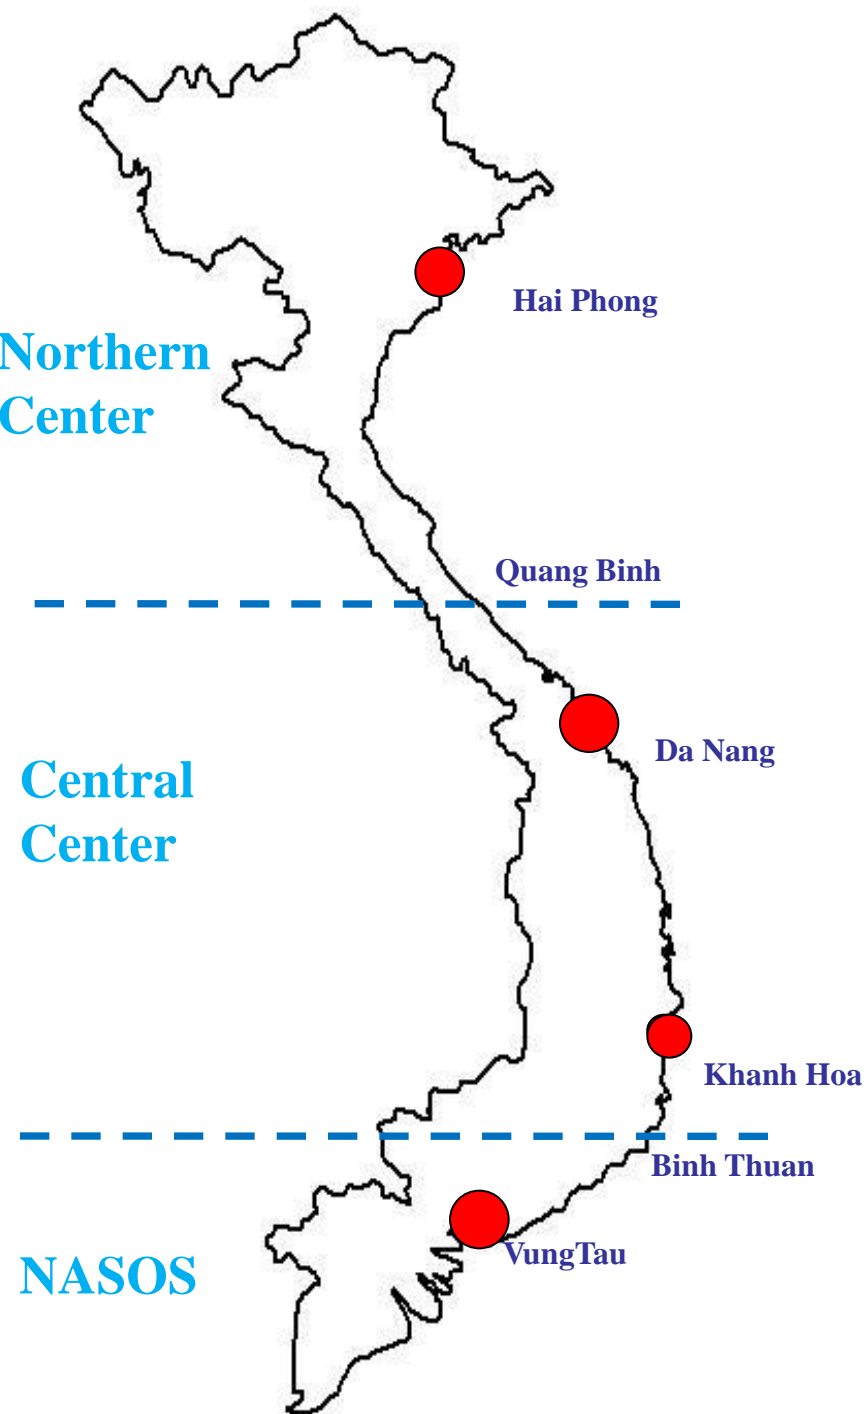 Hai Phong
Northern
Center
Quang Binh
Da Nang
Central
Center
Khanh Hoa
Binh Thuan
VungTau
NASOS